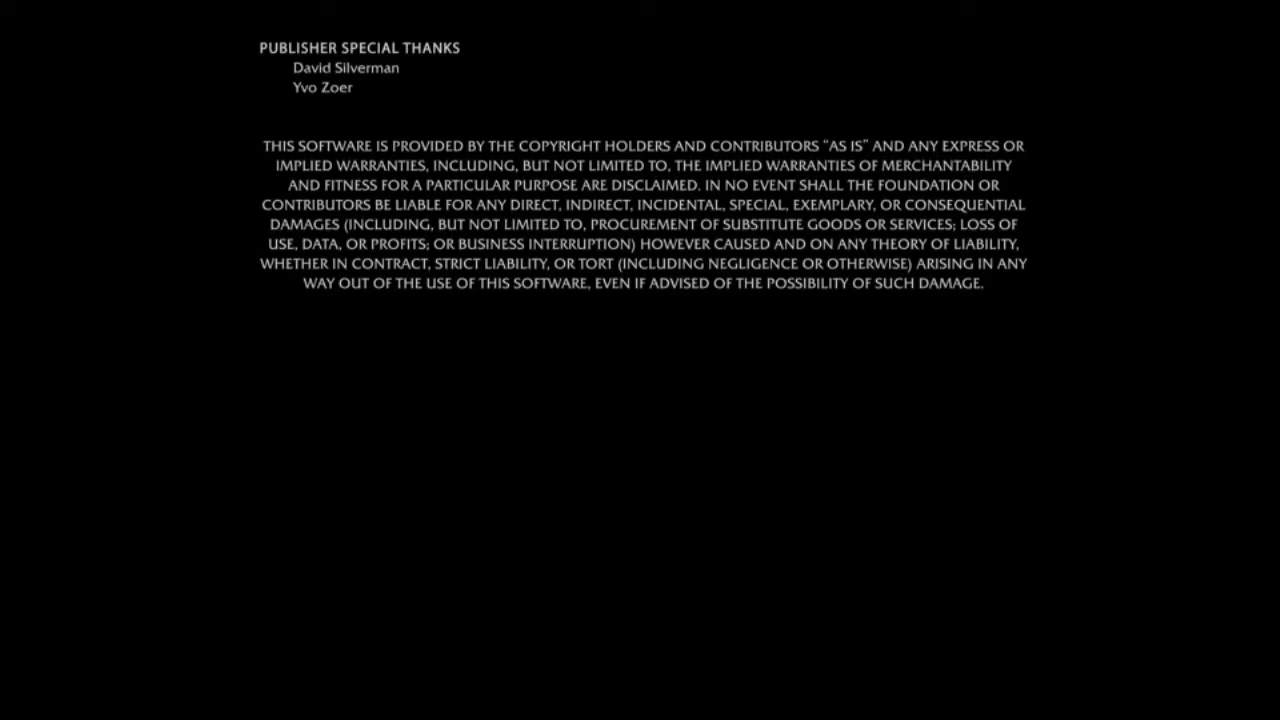 PUBLISHER SPECIAL THANKS
David Silverman
Yvo Zoer
THIS SOFTWARE IS PROVIDED BY THE COPYRIGHT HOLDERS AND CONTRIBUTORS “AS IS” AND ANY EXPRESS OR
IMPLIED WARRANTIES, INCLUDING, BUT NOT LIMITED TO, THE IMPLIED WARRANTIES OF MERCHANTABILITY
AND FITNESS FOR A PARTICULAR PURPOSE ARE DISCLAIMED. IN NO EVENT SHALL THE FOUNDATION OR
CONTRIBUTORS BE LIABLE FOR ANY DIRECT, INDIRECT, INCIDENTAL, SPECIAL, EXEMPLARY, OR CONSEQUENTIAL
DAMAGES (INCLUDING, BUT NOT LIMITED TO, PROCUREMENT OF SUBSTITUTE GOODS OR SERVICES; LOSS OF
USE, DATA, OR PROFITS; OR BUSINESS INTERRUPTION) HOWEVER CAUSED AND ON ANY THEORY OF LIABILITY,
WHETHER IN CONTRACT, STRICT LIABILITY, OR TORT (INCLUDING NEGLIGENCE OR OTHERWISE) ARISING IN ANY
WAY OUT OF THE USE OF THIS SOFTWARE, EVEN IF ADVISED OF THE POSSIBILITY OF SUCH DAMAGE.